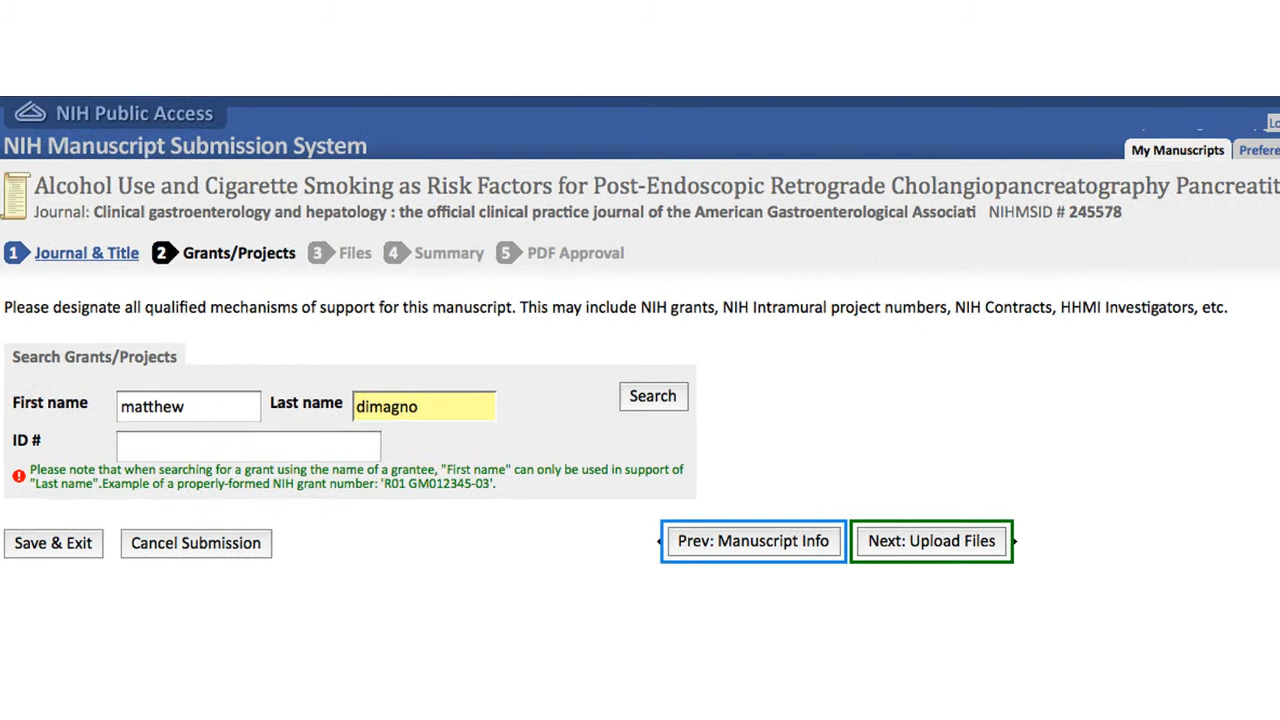 NIH Public Access
NIH Manuscript Submission System
My Manuscripts
Alcohol Use and Cigarette Smoking as Risk Factors for Post-Endoscopic Retrograde Cholangiopancreatography
Journal: Clinical gastroenterology and hepatology : the official clinical practice journal of the American Gastroenterological Associati NIHMSID # 245578
1 Journal & Title 2 Grants/Projects 3 Files 4 Summary 5 PDF Approval
Please designate all qualified mechanisms of support for this manuscript. This may include NIH grants, NIH Intramural project numbers, NIH Contracts, HHMI Investigators, etc.
Search Grants/Projects
First name matthew Last name dimagno Search
ID #
Please note that when searching for a grant using the name of a grantee, "First name" can only be used in support of
"Last name".Example of a properly-formed NIH grant number: 'R01 GM012345-03'.
Save & Exit Cancel Submission Prev: Manuscript Info Next: Upload Files